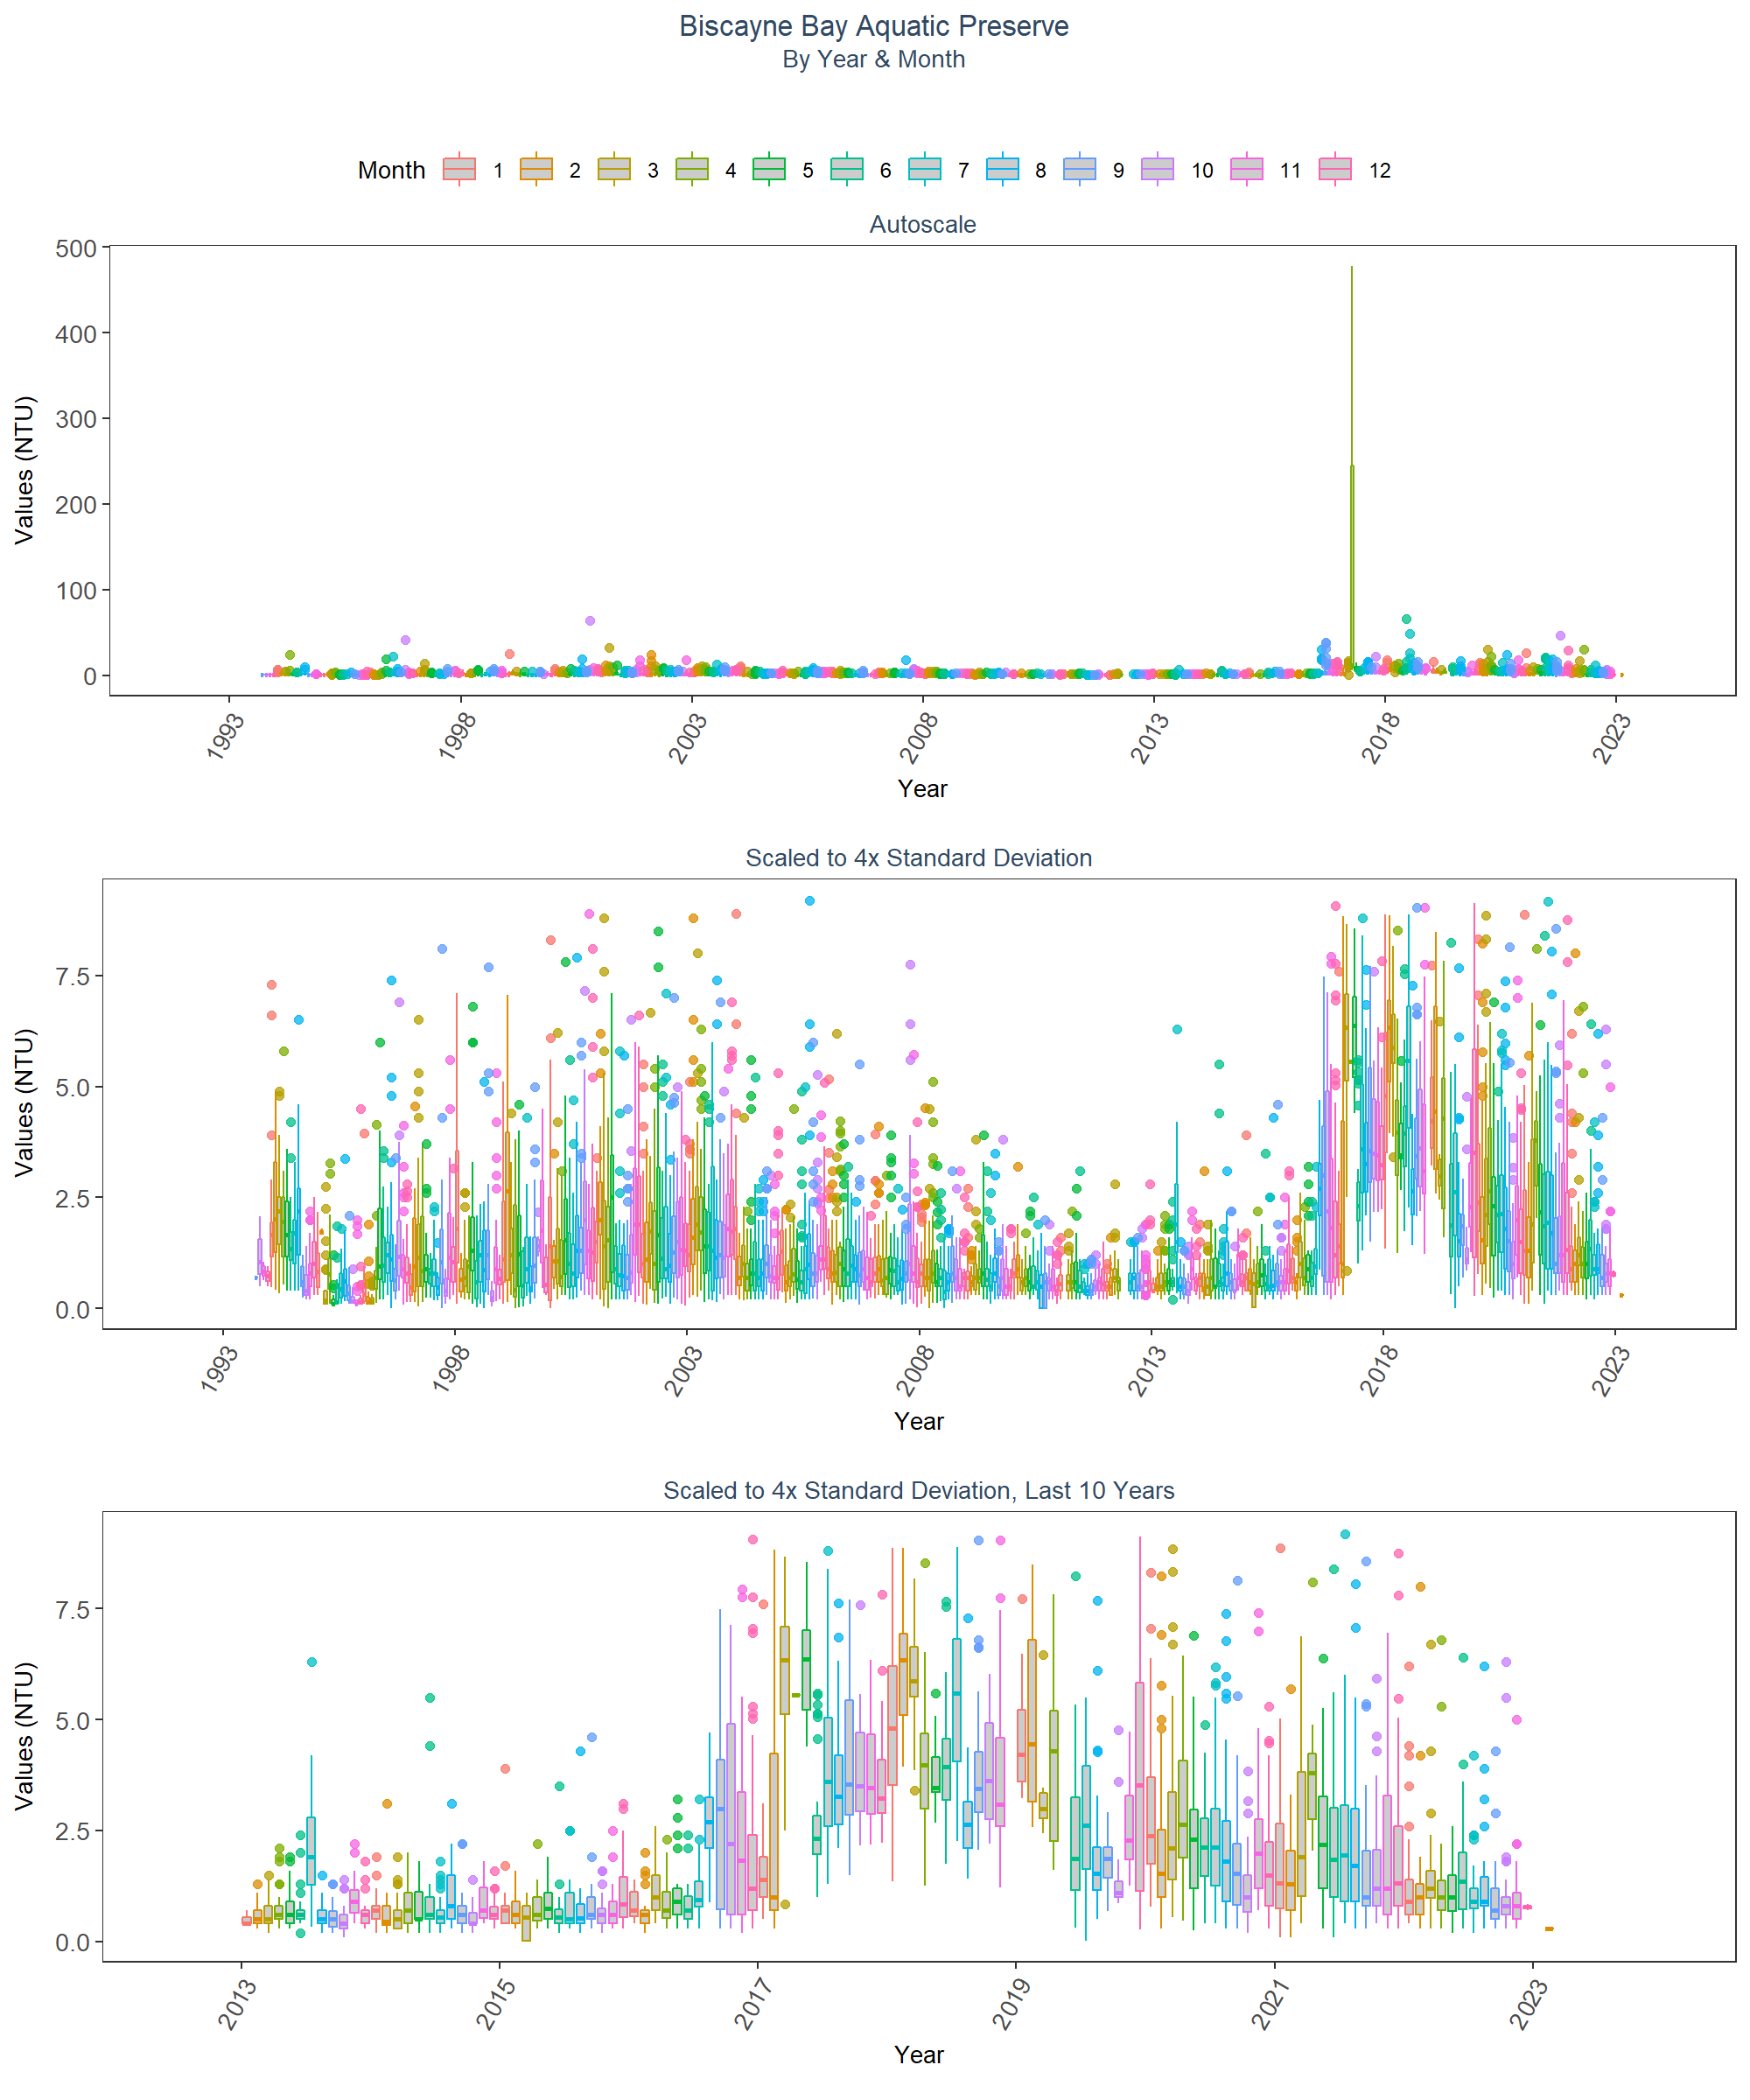 Biscayne Bay Aquatic Preserve
By Year & Month
Month 1 2 3 4 5 6 7 8 9 10 11 12
Autoscale
Values (NTU)
500
400
300
200
100
0
1993 1998 2003 2008 2013 2018 2023
Year
Scaled to 4x Standard Deviation
Values (NTU)
7.5
5.0
2.5
0.0
1993 1998 2003 2008 2013 2018 2023
Year
Scaled to 4x Standard Deviation, Last 10 Years
Values (NTU)
7.5
5.0
2.5
0.0
2013 2015 2017 2019 2021 2023
Year